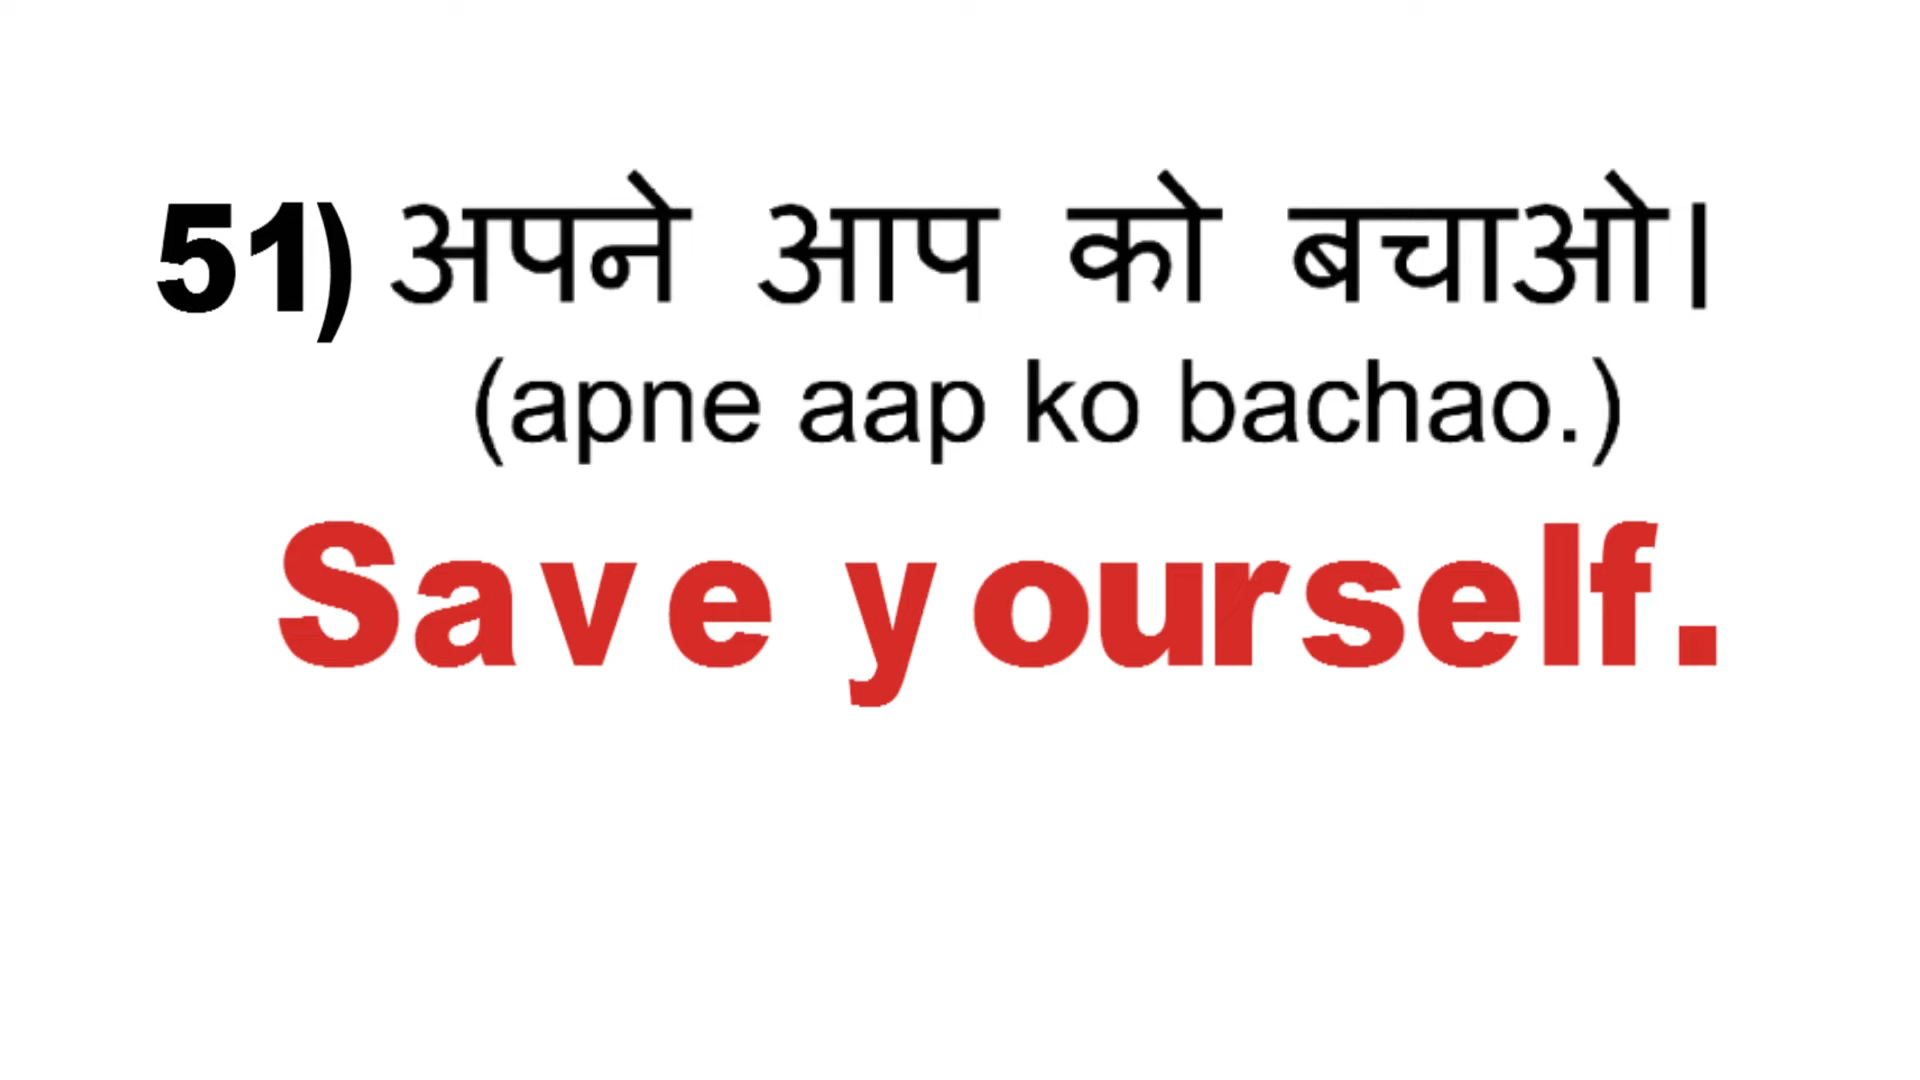 51) अपने आप को बचाओ।
(apne aap ko bachao.)
Save yourself.